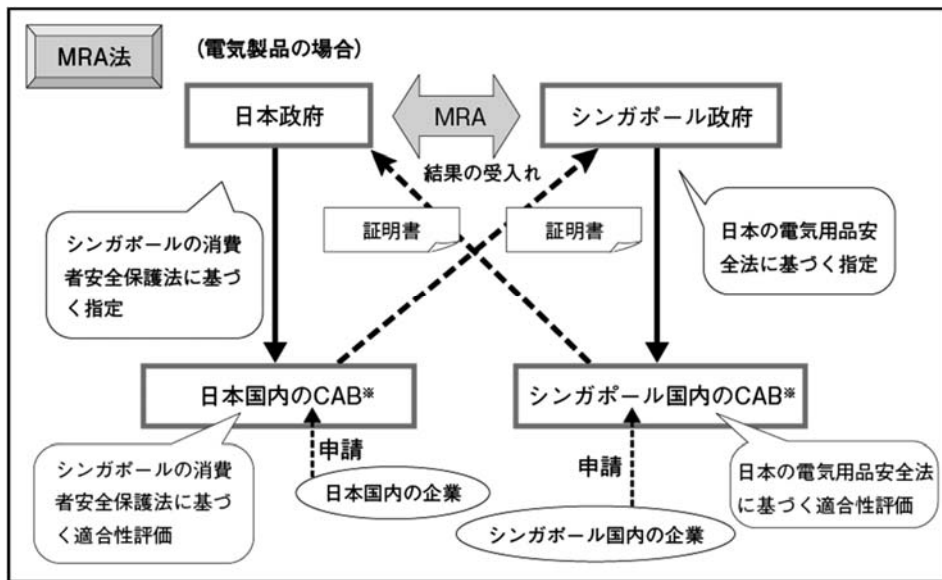 MRA法
(電気製品の場合)
日本政府
MRA
シンガポール政府
結果の受入れ
証明書
証明書
シンガポールの消費
者安全保護法に基づ
く指定
日本の電気用品安
全法に基づく指定
日本国内のCAB※
シンガポール国内のCAB※
シンガポールの消費
者安全保護法に基づ
く適合性評価
申請
日本国内の企業
申請
シンガポール国内の企業
日本の電気用品安全法
に基づく適合性評価